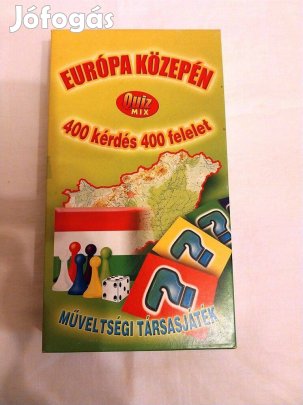 Jófogás
EURÓPA KÖZEPÉN
Quiz
MIX
400 kérdés 400 felelet
? ? ?
MŰVELTSÉGI TÁRSASJÁTÉK